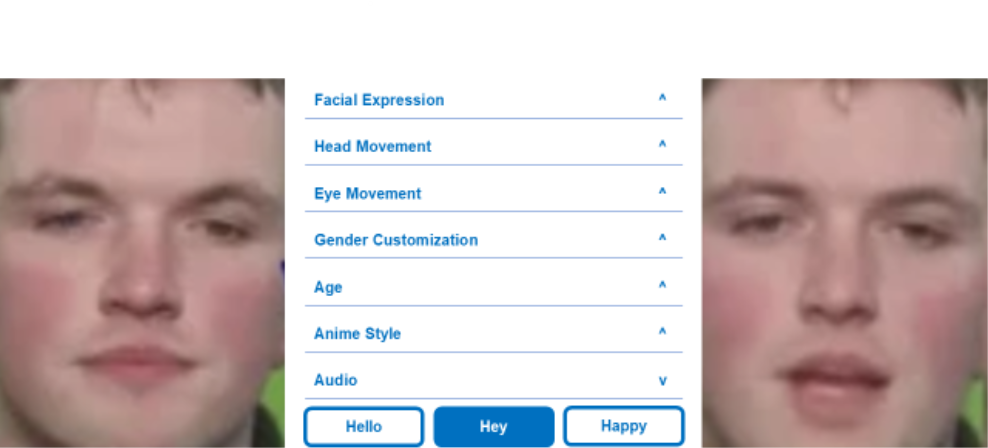 Facial Expression ^
Head Movement ^
Eye Movement ^
Gender Customization ^
Age ^
Anime Style ^
Audio v
Hello Hey Happy